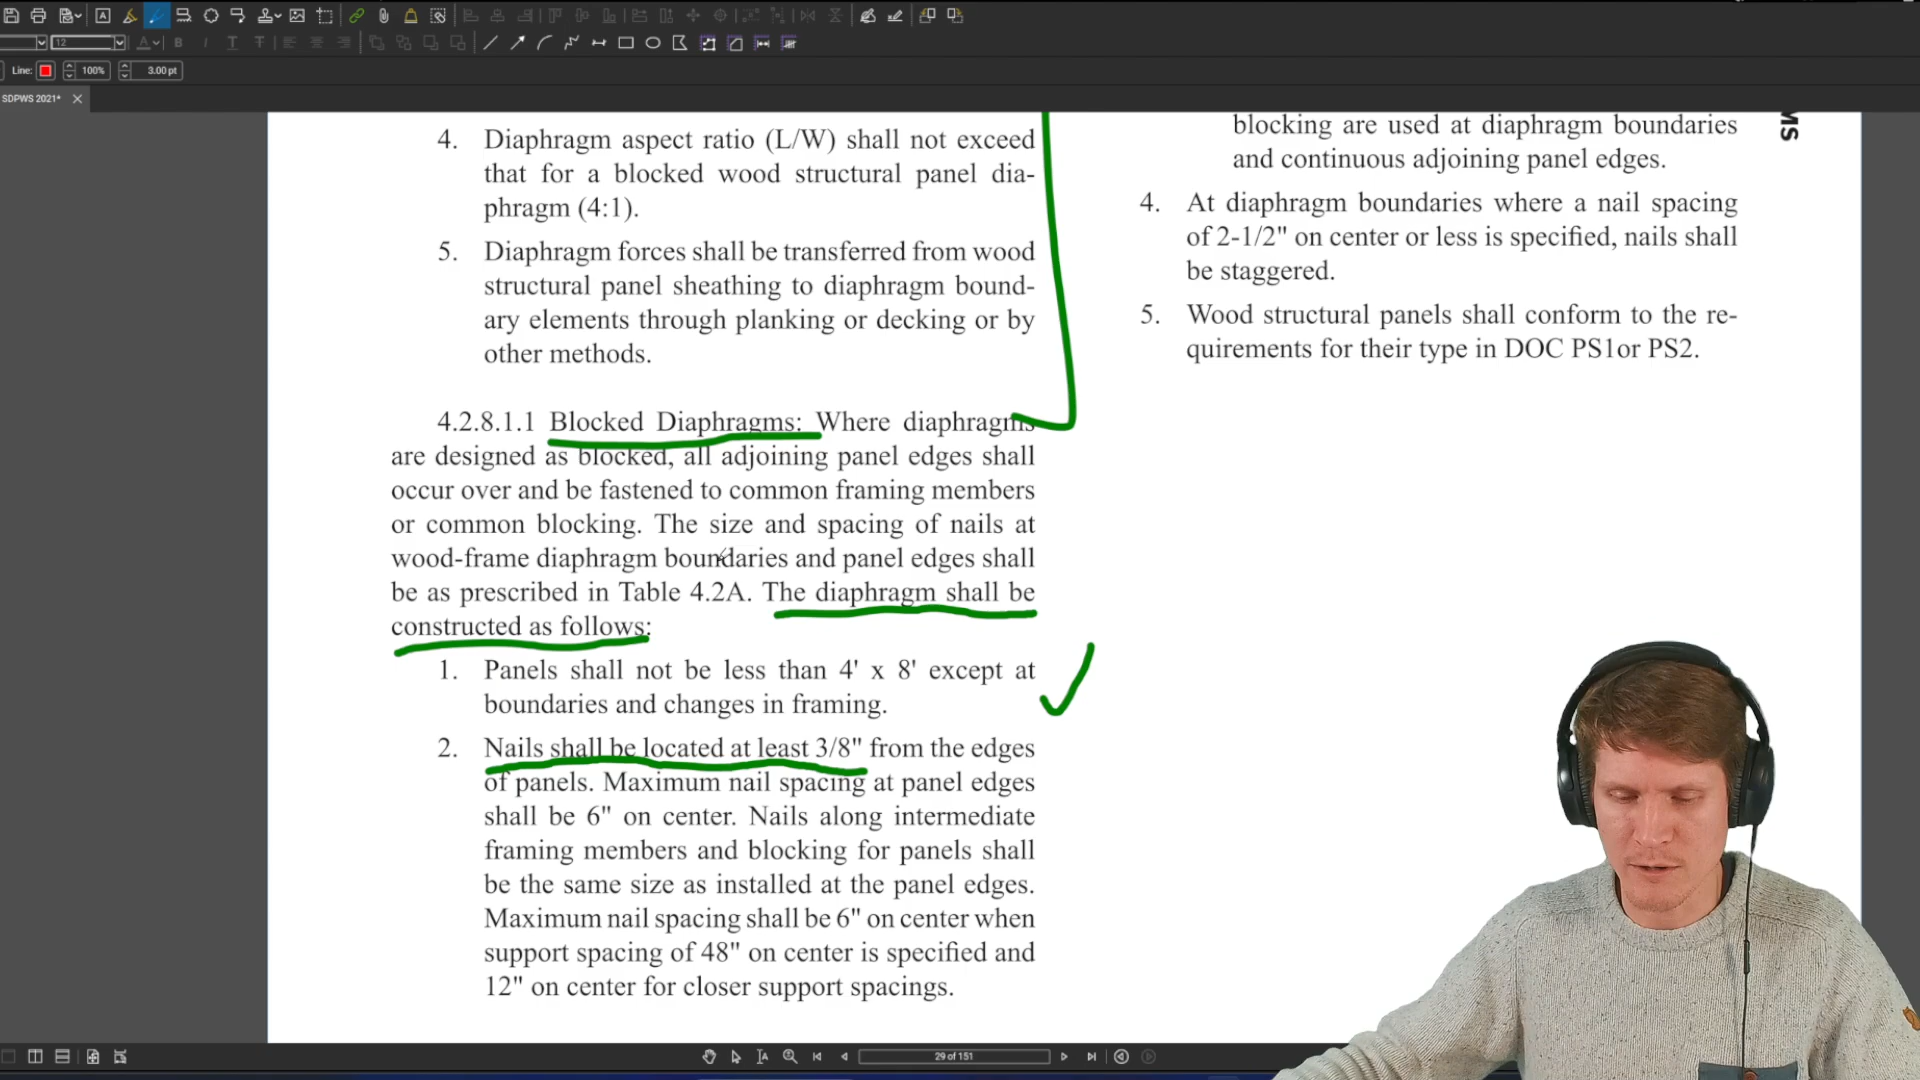 12
Line:
100%
3.00 pt
SDPWS 2021*
4. Diaphragm aspect ratio (L/W) shall not exceed
that for a blocked wood structural panel dia-
phragm (4:1).
5. Diaphragm forces shall be transferred from wood
structural panel sheathing to diaphragm bound-
ary elements through planking or decking or by
other methods.
4.2.8.1.1 Blocked Diaphragms: Where diaphragms
are designed as blocked, all adjoining panel edges shall
occur over and be fastened to common framing members
or common blocking. The size and spacing of nails at
wood-frame diaphragm boundaries and panel edges shall
be as prescribed in Table 4.2A. The diaphragm shall be
constructed as follows:
1. Panels shall not be less than 4' x 8' except at
boundaries and changes in framing.
2. Nails shall be located at least 3/8" from the edges
of panels. Maximum nail spacing at panel edges
shall be 6" on center. Nails along intermediate
framing members and blocking for panels shall
be the same size as installed at the panel edges.
Maximum nail spacing shall be 6" on center when
support spacing of 48" on center is specified and
12" on center for closer support spacings.
blocking are used at diaphragm boundaries
and continuous adjoining panel edges.
4. At diaphragm boundaries where a nail spacing
of 2-1/2" on center or less is specified, nails shall
be staggered.
5. Wood structural panels shall conform to the re-
quirements for their type in DOC PS1or PS2.
MS
29 of 151